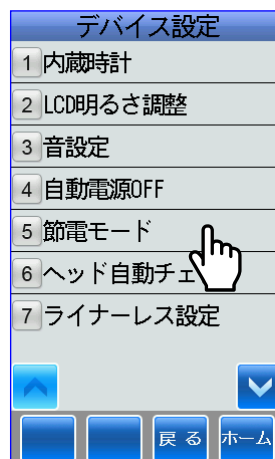 デバイス設定
1 内蔵時計
2 LCD明るさ調整
3 音設定
4 自動電源OFF
5 節電モード
6 ヘッド自動チェ
7 ライナーレス設定
戻る ホーム